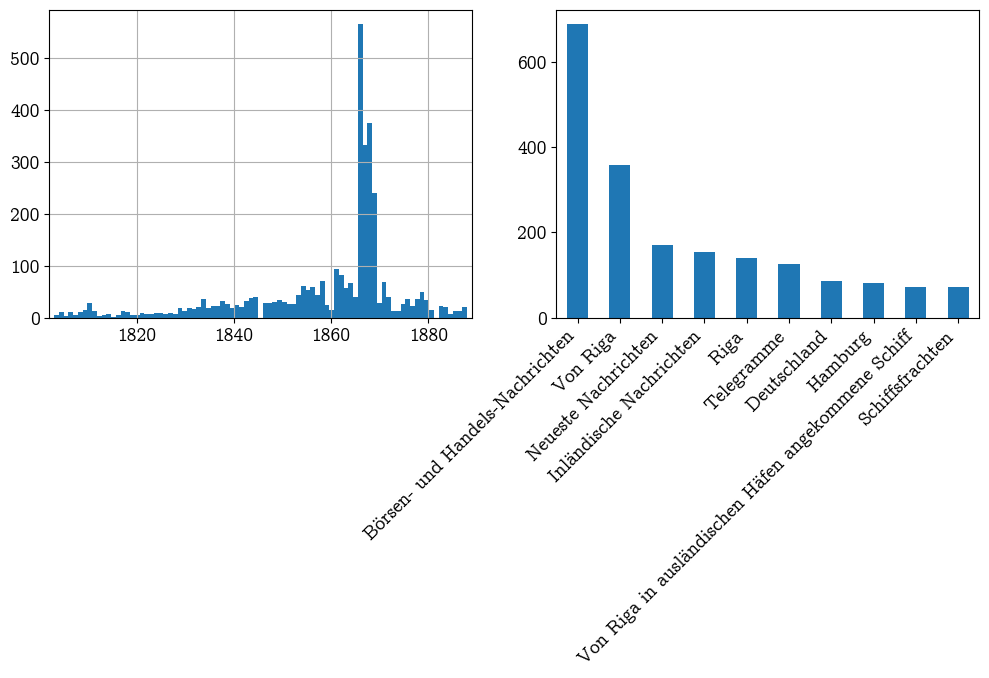 500
400
300
200
100
0
1820
1840
1860
1880
600
400
200
0
Börsen- und Handels-Nachrichten
Von Riga
Neueste Nachrichten
Inländische Nachrichten
Riga
Telegramme
Deutschland
Hamburg
Von Riga in ausländischen Häfen angekommene Schiff
Schiffsfrachten